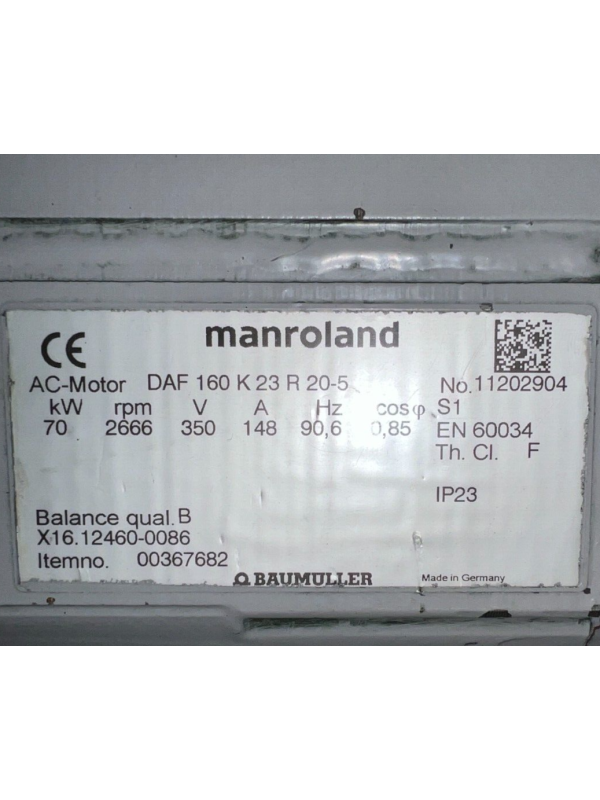 CE
manroland
AC-Motor DAF 160 K 23 R 20-5 No. 11202904
kW rpm V A Hz cosφ S1
70 2666 350 148 90,6 0,85 EN 60034
Th. Cl. F
IP23
Balance qual. B
X16.12460-0086
Itemno. 00367682
BAUMULLER Made in Germany